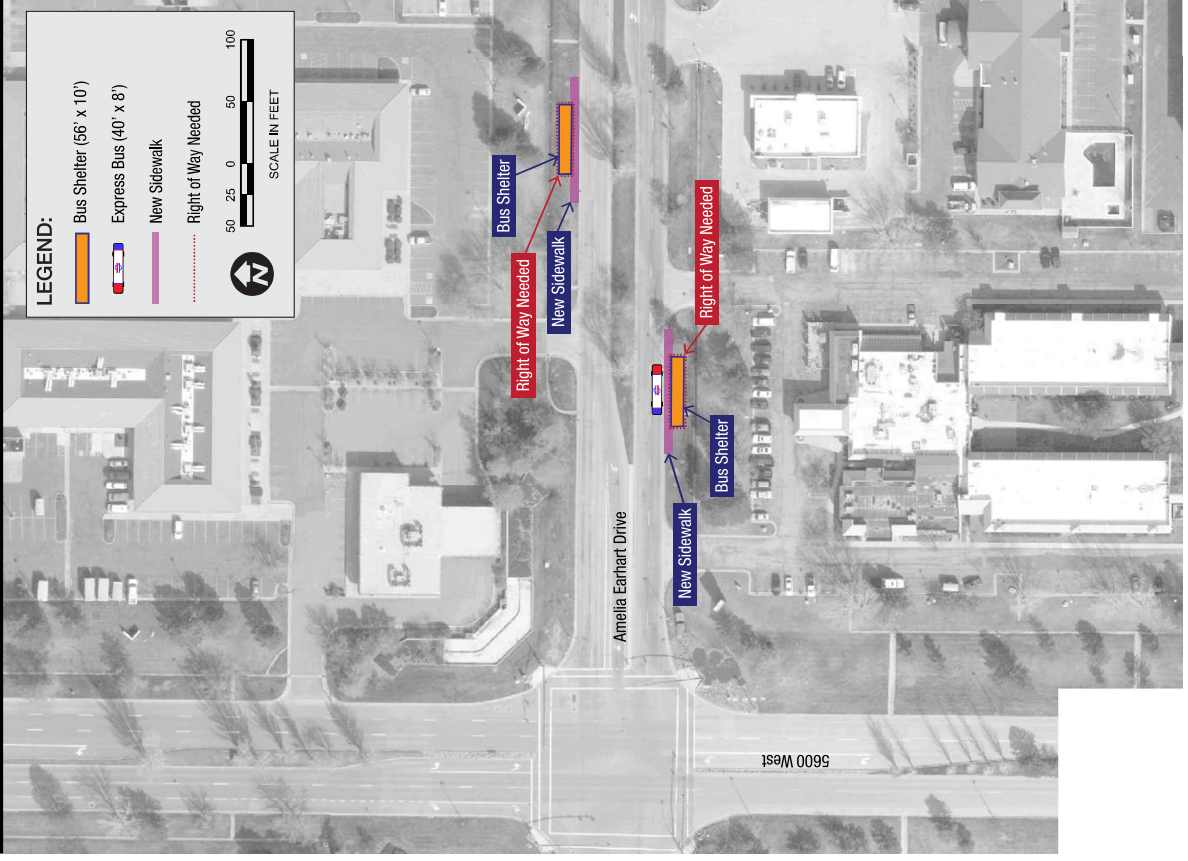 LEGEND:
Bus Shelter (56' x 10')
Express Bus (40' x 8')
New Sidewalk
Right of Way Needed
N
50 25 0 50 100
SCALE IN FEET
Bus Shelter
Right of Way Needed
New Sidewalk
Right of Way Needed
Bus Shelter
New Sidewalk
Amelia Earhart Drive
5600 West